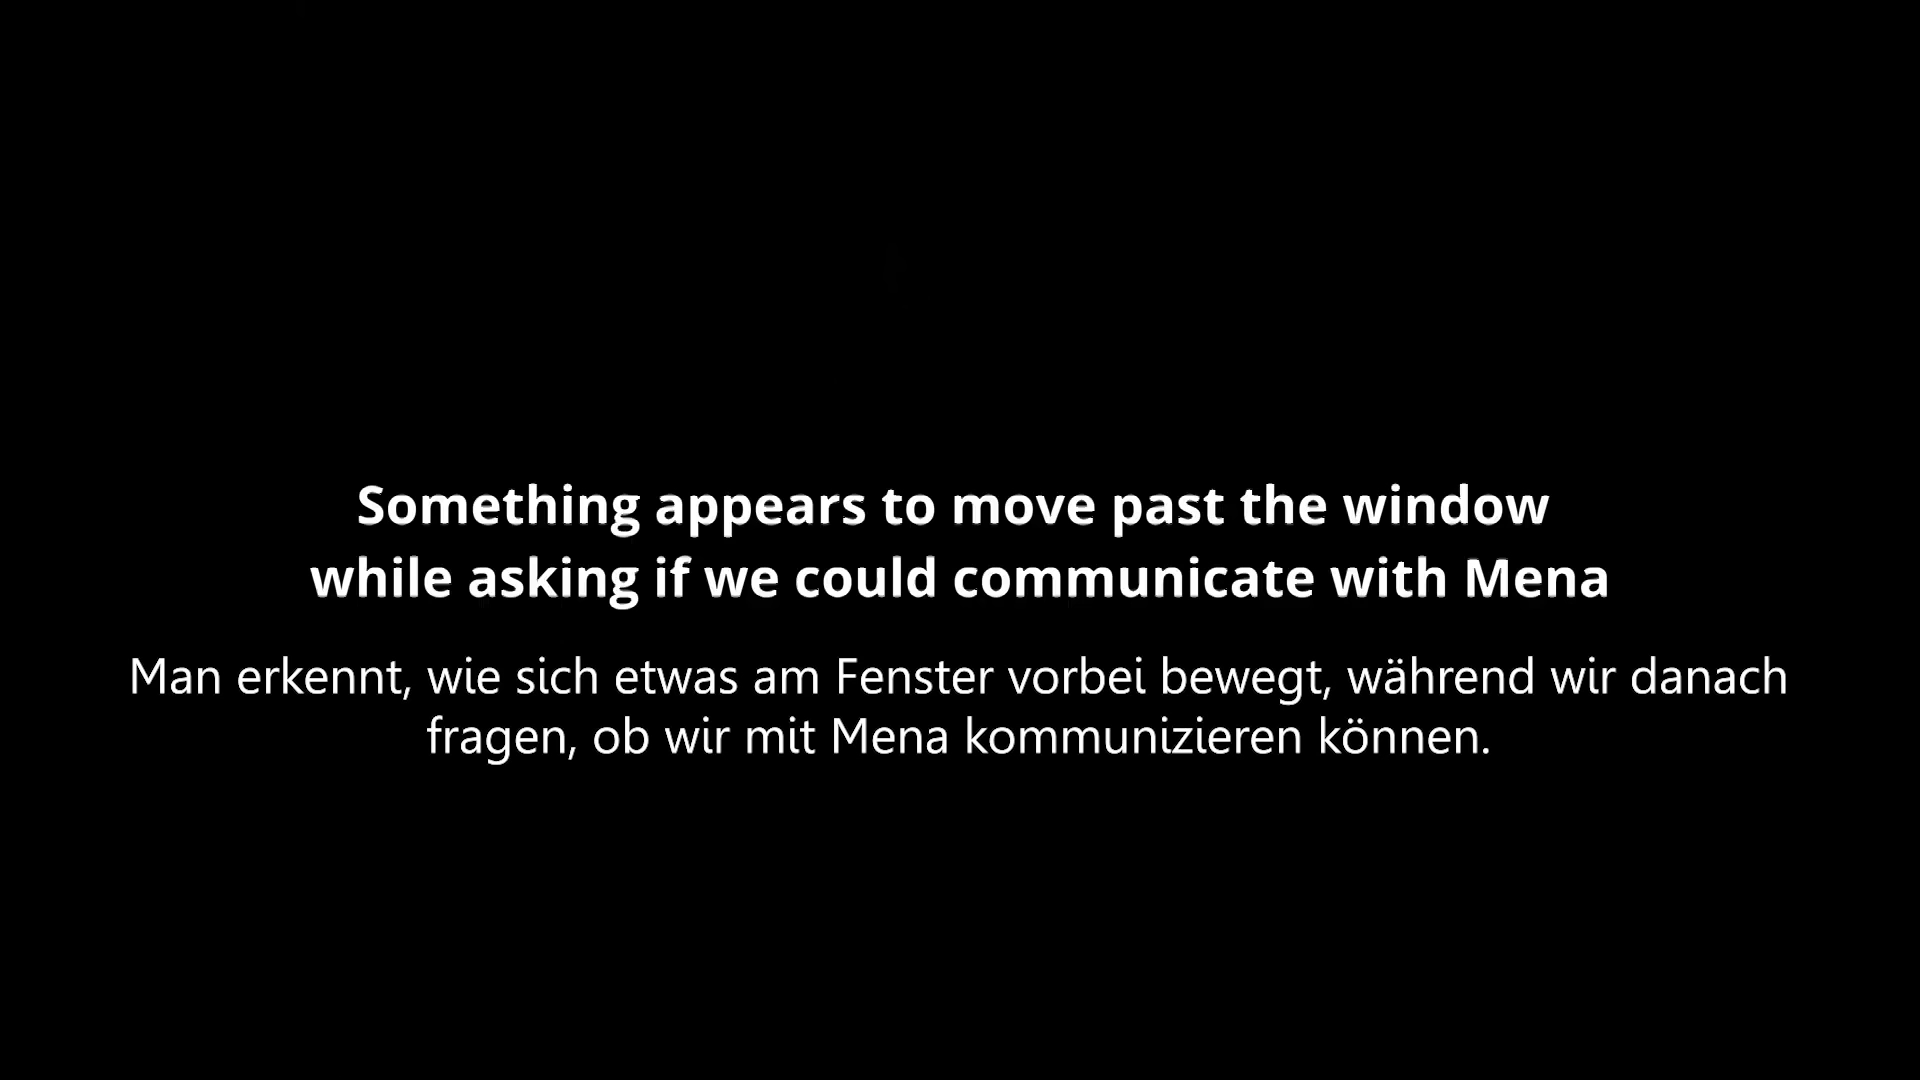 Something appears to move past the window
while asking if we could communicate with Mena
Man erkennt, wie sich etwas am Fenster vorbei bewegt, während wir danach
fragen, ob wir mit Mena kommunizieren können.